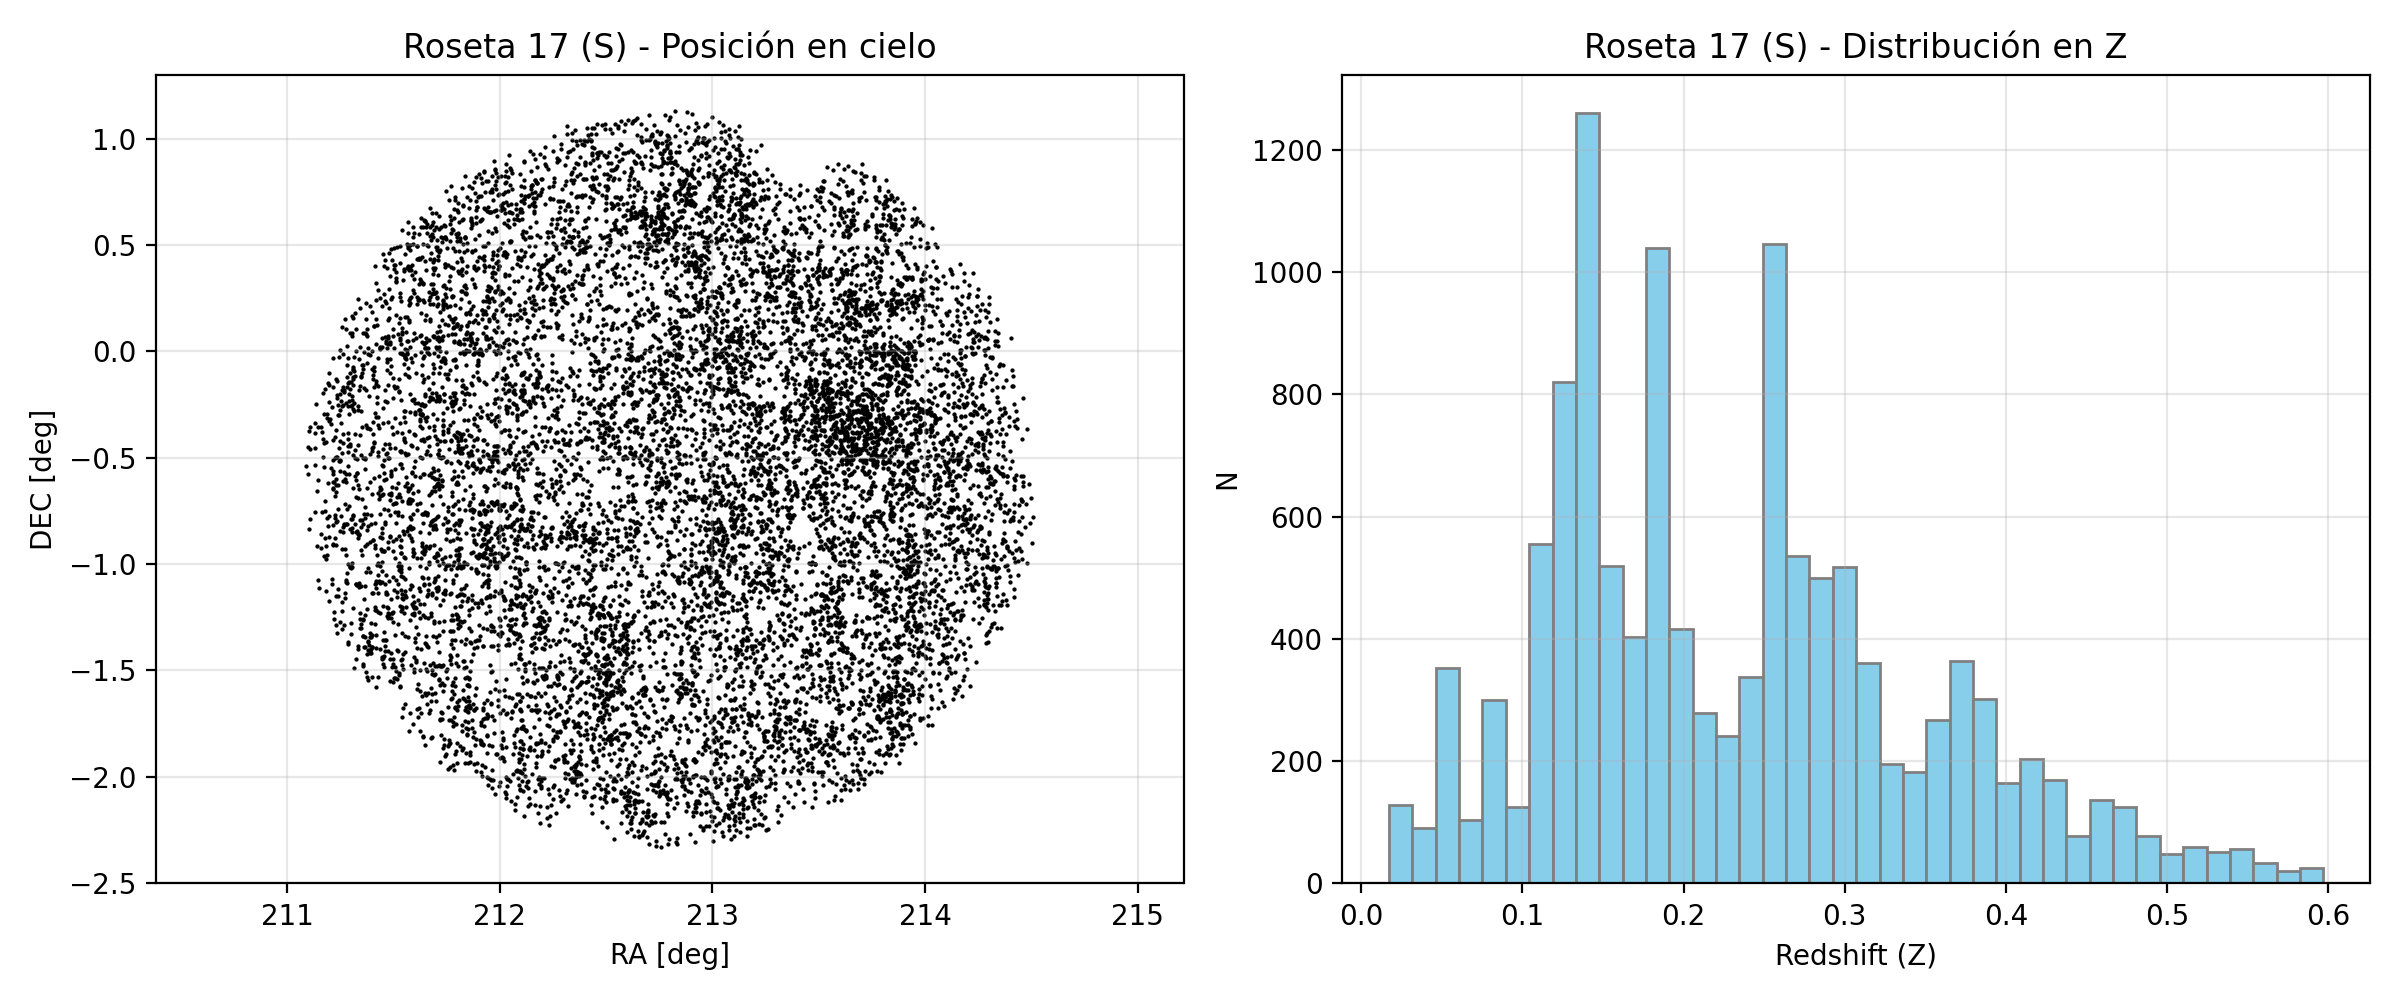 Roseta 17 (S) - Posición en cielo
1.0
0.5
0.0
−0.5
−1.0
−1.5
−2.0
−2.5
DEC [deg]
211 212 213 214 215
RA [deg]
Roseta 17 (S) - Distribución en Z
1200
1000
800
600
400
200
0
N
0.0 0.1 0.2 0.3 0.4 0.5 0.6
Redshift (Z)